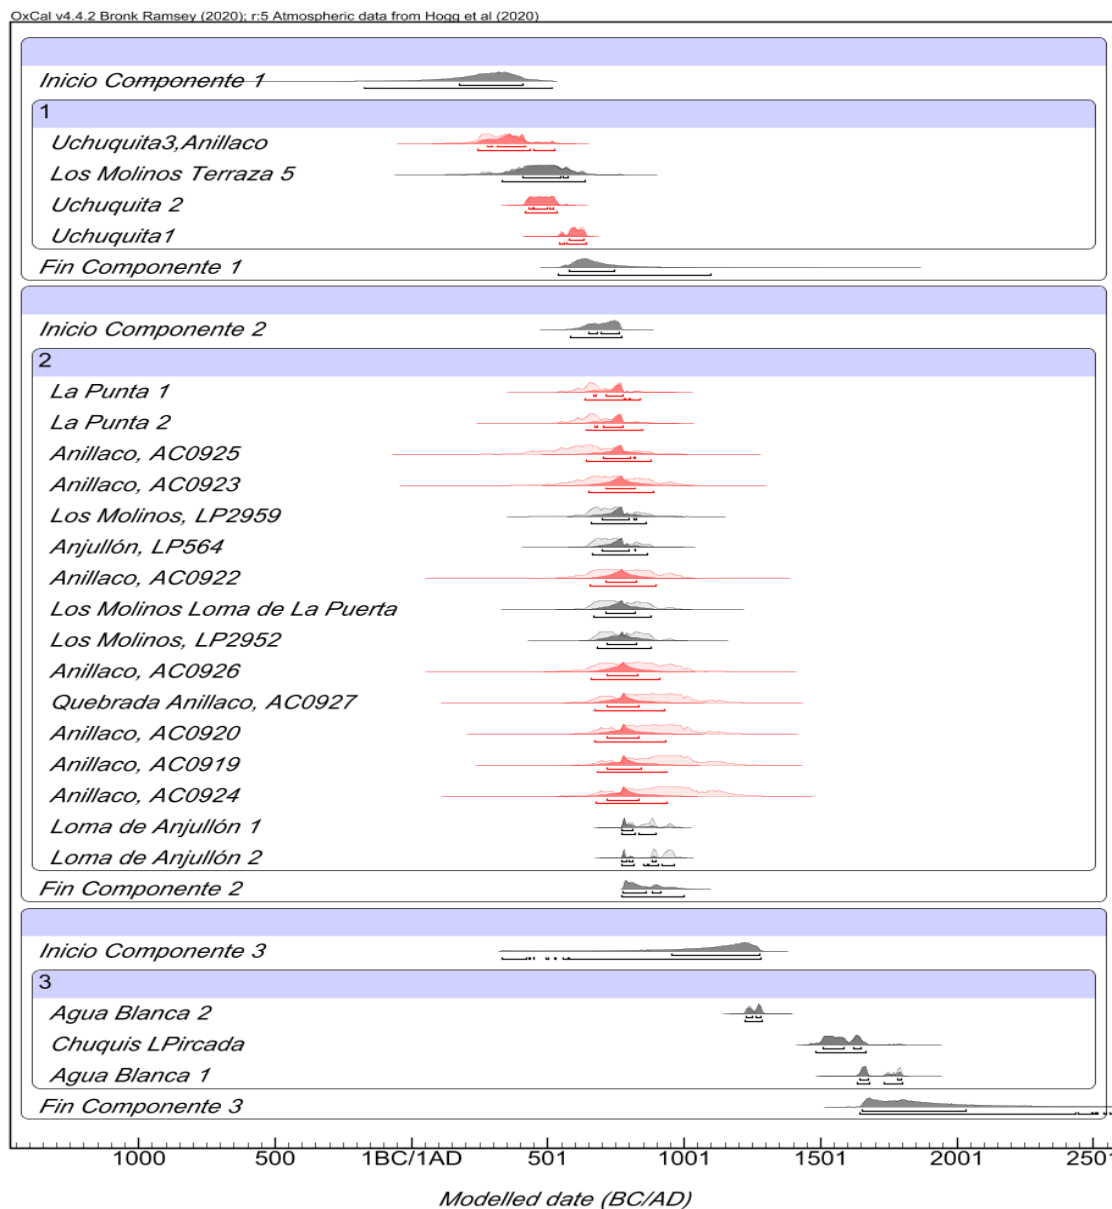 OxCal v4.4.2 Bronk Ramsey (2020); r:5 Atmospheric data from Hogg et al (2020)
Inicio Componente 1
1
Uchuquita3,Anillaco
Los Molinos Terraza 5
Uchuquita 2
Uchuquita1
Fin Componente 1
Inicio Componente 2
2
La Punta 1
La Punta 2
Anillaco, AC0925
Anillaco, AC0923
Los Molinos, LP2959
Anjullón, LP564
Anillaco, AC0922
Los Molinos Loma de La Puerta
Los Molinos, LP2952
Anillaco, AC0926
Quebrada Anillaco, AC0927
Anillaco, AC0920
Anillaco, AC0919
Anillaco, AC0924
Loma de Anjullón 1
Loma de Anjullón 2
Fin Componente 2
Inicio Componente 3
3
Agua Blanca 2
Chuquis LPircada
Agua Blanca 1
Fin Componente 3
1000 500 1BC/1AD 501 1001 1501 2001 2501
Modelled date (BC/AD)